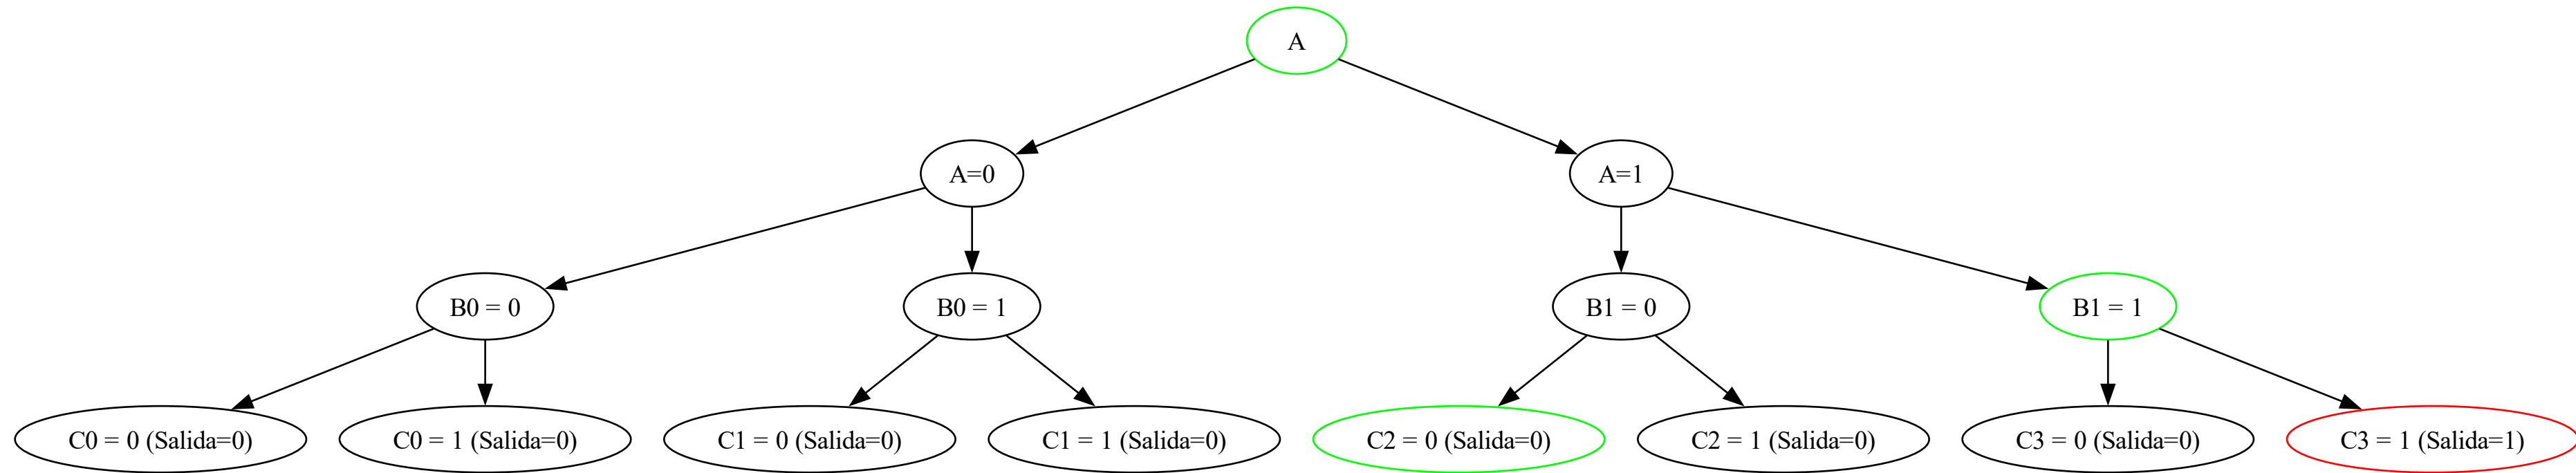 A
A=0
A=1
B0 = 0
B0 = 1
B1 = 0
B1 = 1
C0 = 0 (Salida=0)
C0 = 1 (Salida=0)
C1 = 0 (Salida=0)
C1 = 1 (Salida=0)
C2 = 0 (Salida=0)
C2 = 1 (Salida=0)
C3 = 0 (Salida=0)
C3 = 1 (Salida=1)